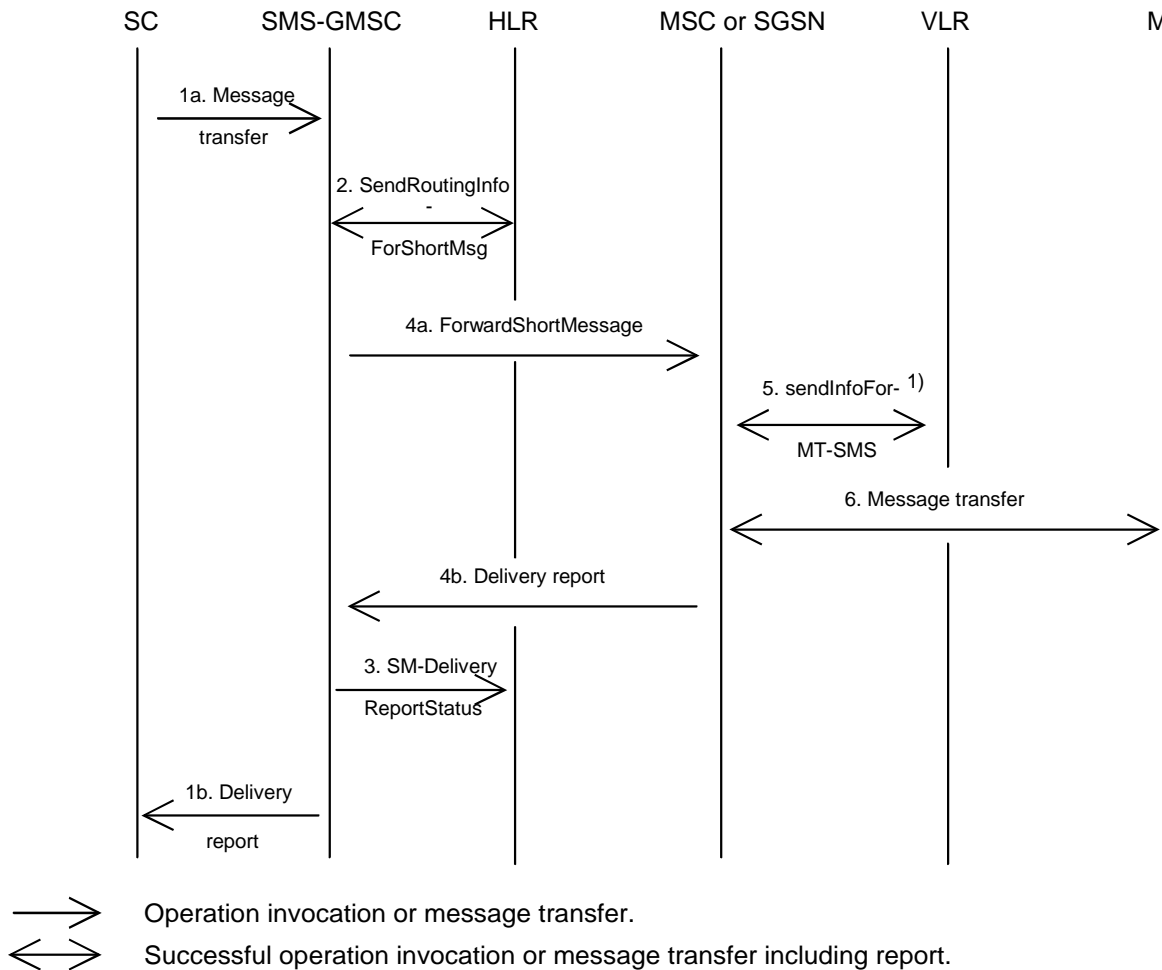 SC SMS-GMSC HLR MSC or SGSN VLR M
1a. Message
transfer
2. SendRoutingInfo
-
ForShortMsg
4a. ForwardShortMessage
5. sendInfoFor- 1)
MT-SMS
6. Message transfer
4b. Delivery report
3. SM-Delivery
ReportStatus
1b. Delivery
report
Operation invocation or message transfer.
Successful operation invocation or message transfer including report.